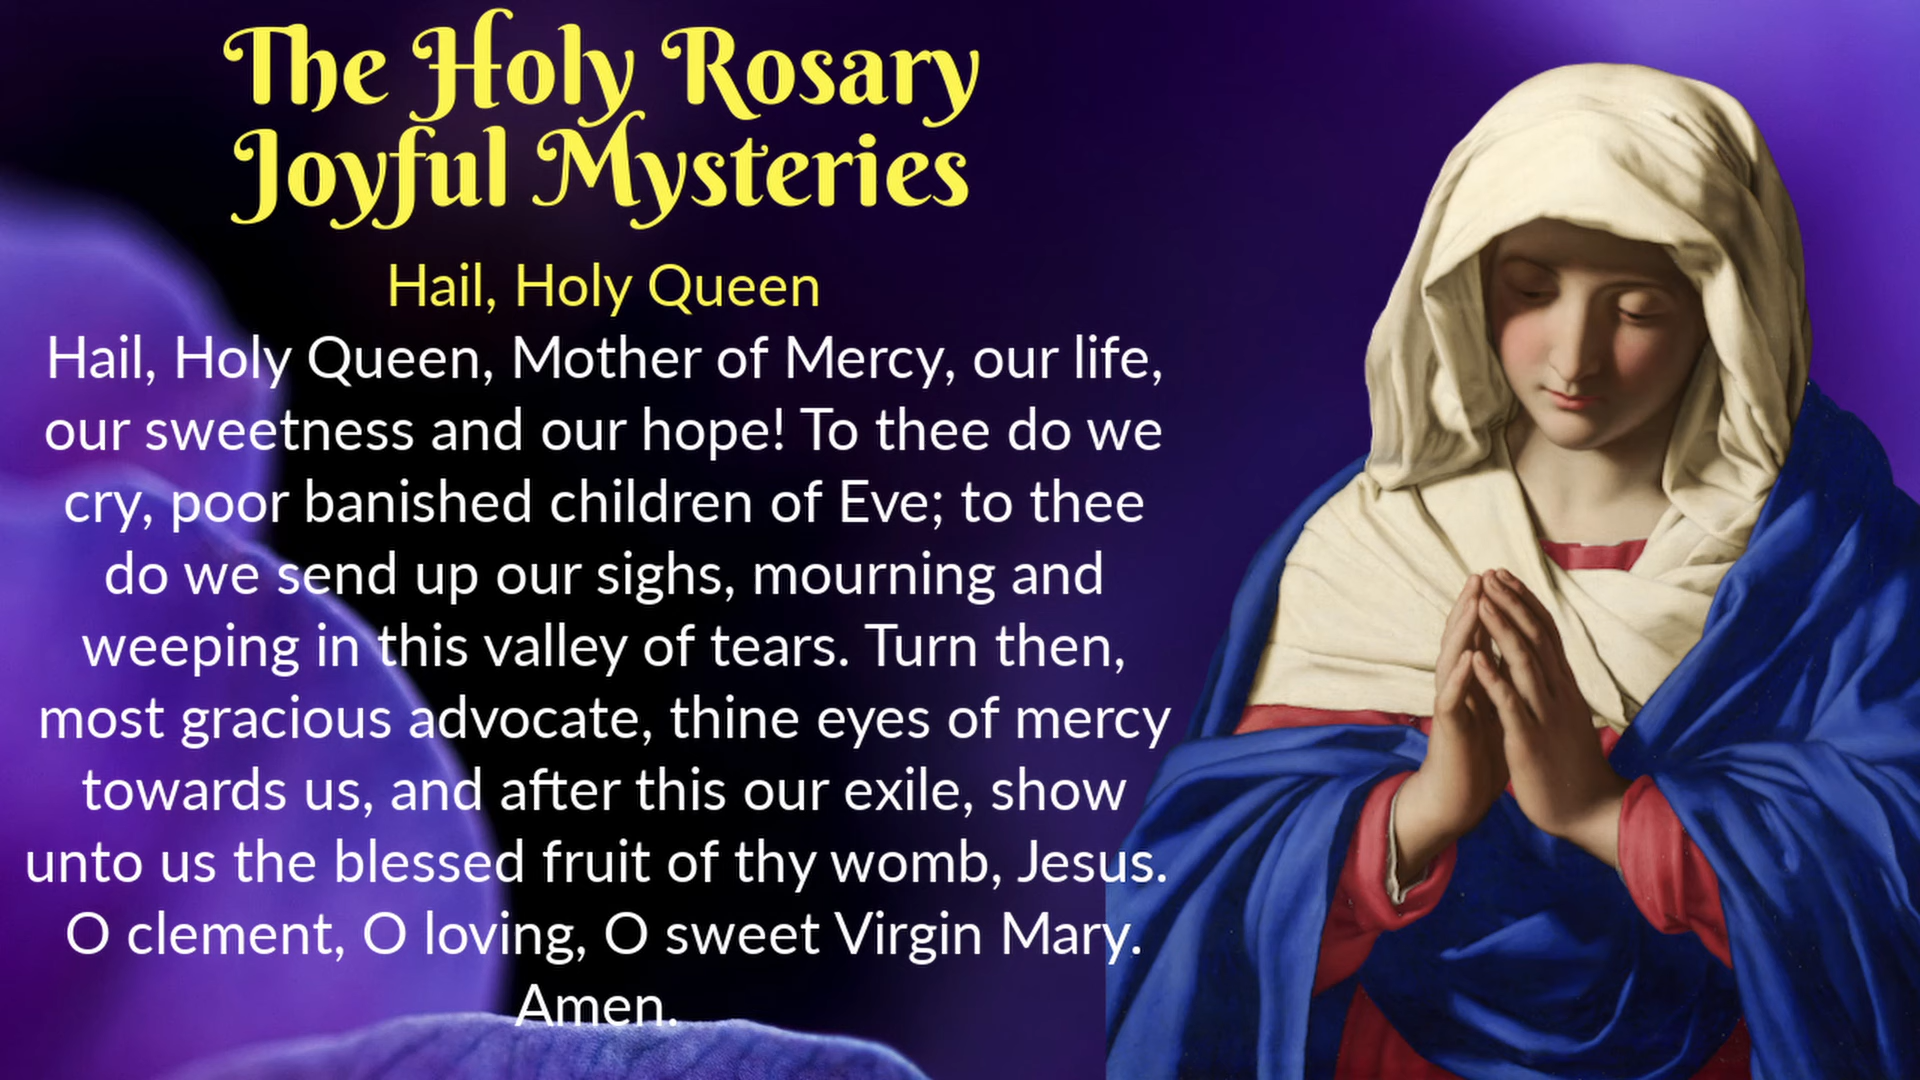 The Holy Rosary
Joyful Mysteries
Hail, Holy Queen
Hail, Holy Queen, Mother of Mercy, our life,
our sweetness and our hope! To thee do we
cry, poor banished children of Eve; to thee
do we send up our sighs, mourning and
weeping in this valley of tears. Turn then,
most gracious advocate, thine eyes of mercy
towards us, and after this our exile, show
unto us the blessed fruit of thy womb, Jesus.
O clement, O loving, O sweet Virgin Mary.
Amen.